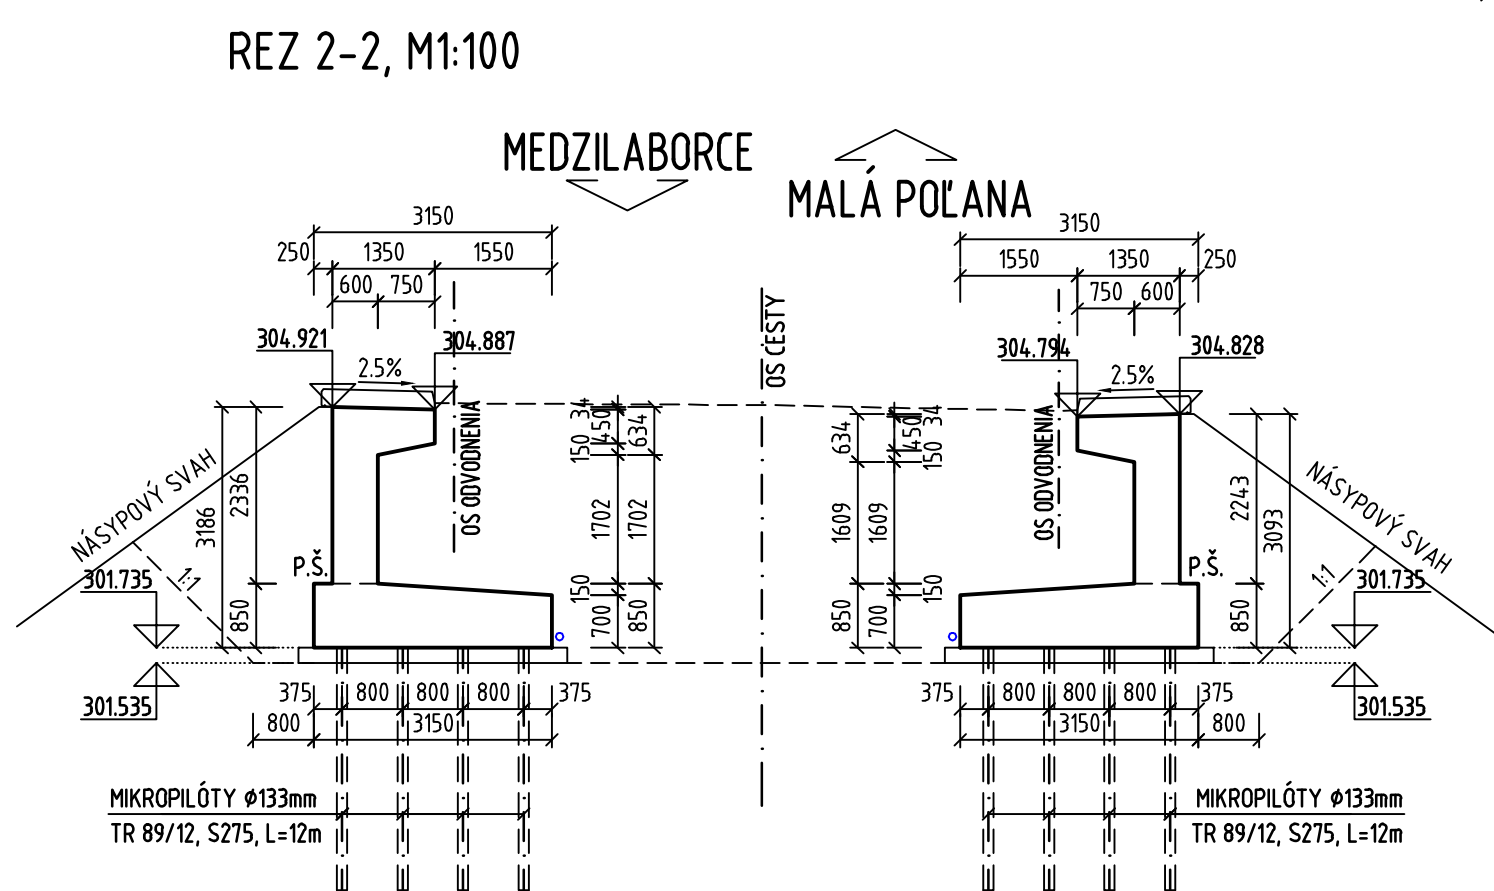 REZ 2-2, M1:100
MEDZILABORCE
MALÁ POĽANA
3150
250 1350 1550
600 750
304.921
304.887
2.5%
3150
1550 1350 250
750 600
304.794
304.828
2.5%
OS CESTY
OS ODVODNENIA
OS ODVODNENIA
NÁSYPOVÝ SVAH
NÁSYPOVÝ SVAH
1:1
1:1
3186
2336
850
34
450
150
1702
150
700
634
1702
850
634
1609
850
34
450
150
1609
150
700
2243
850
3093
P.Š.
P.Š.
301.735
301.535
301.735
301.535
375 800 800 800 375
800 3150
375 800 800 800 375
3150 800
MIKROPILÓTY ϕ133mm
TR 89/12, S275, L=12m
MIKROPILÓTY ϕ133mm
TR 89/12, S275, L=12m